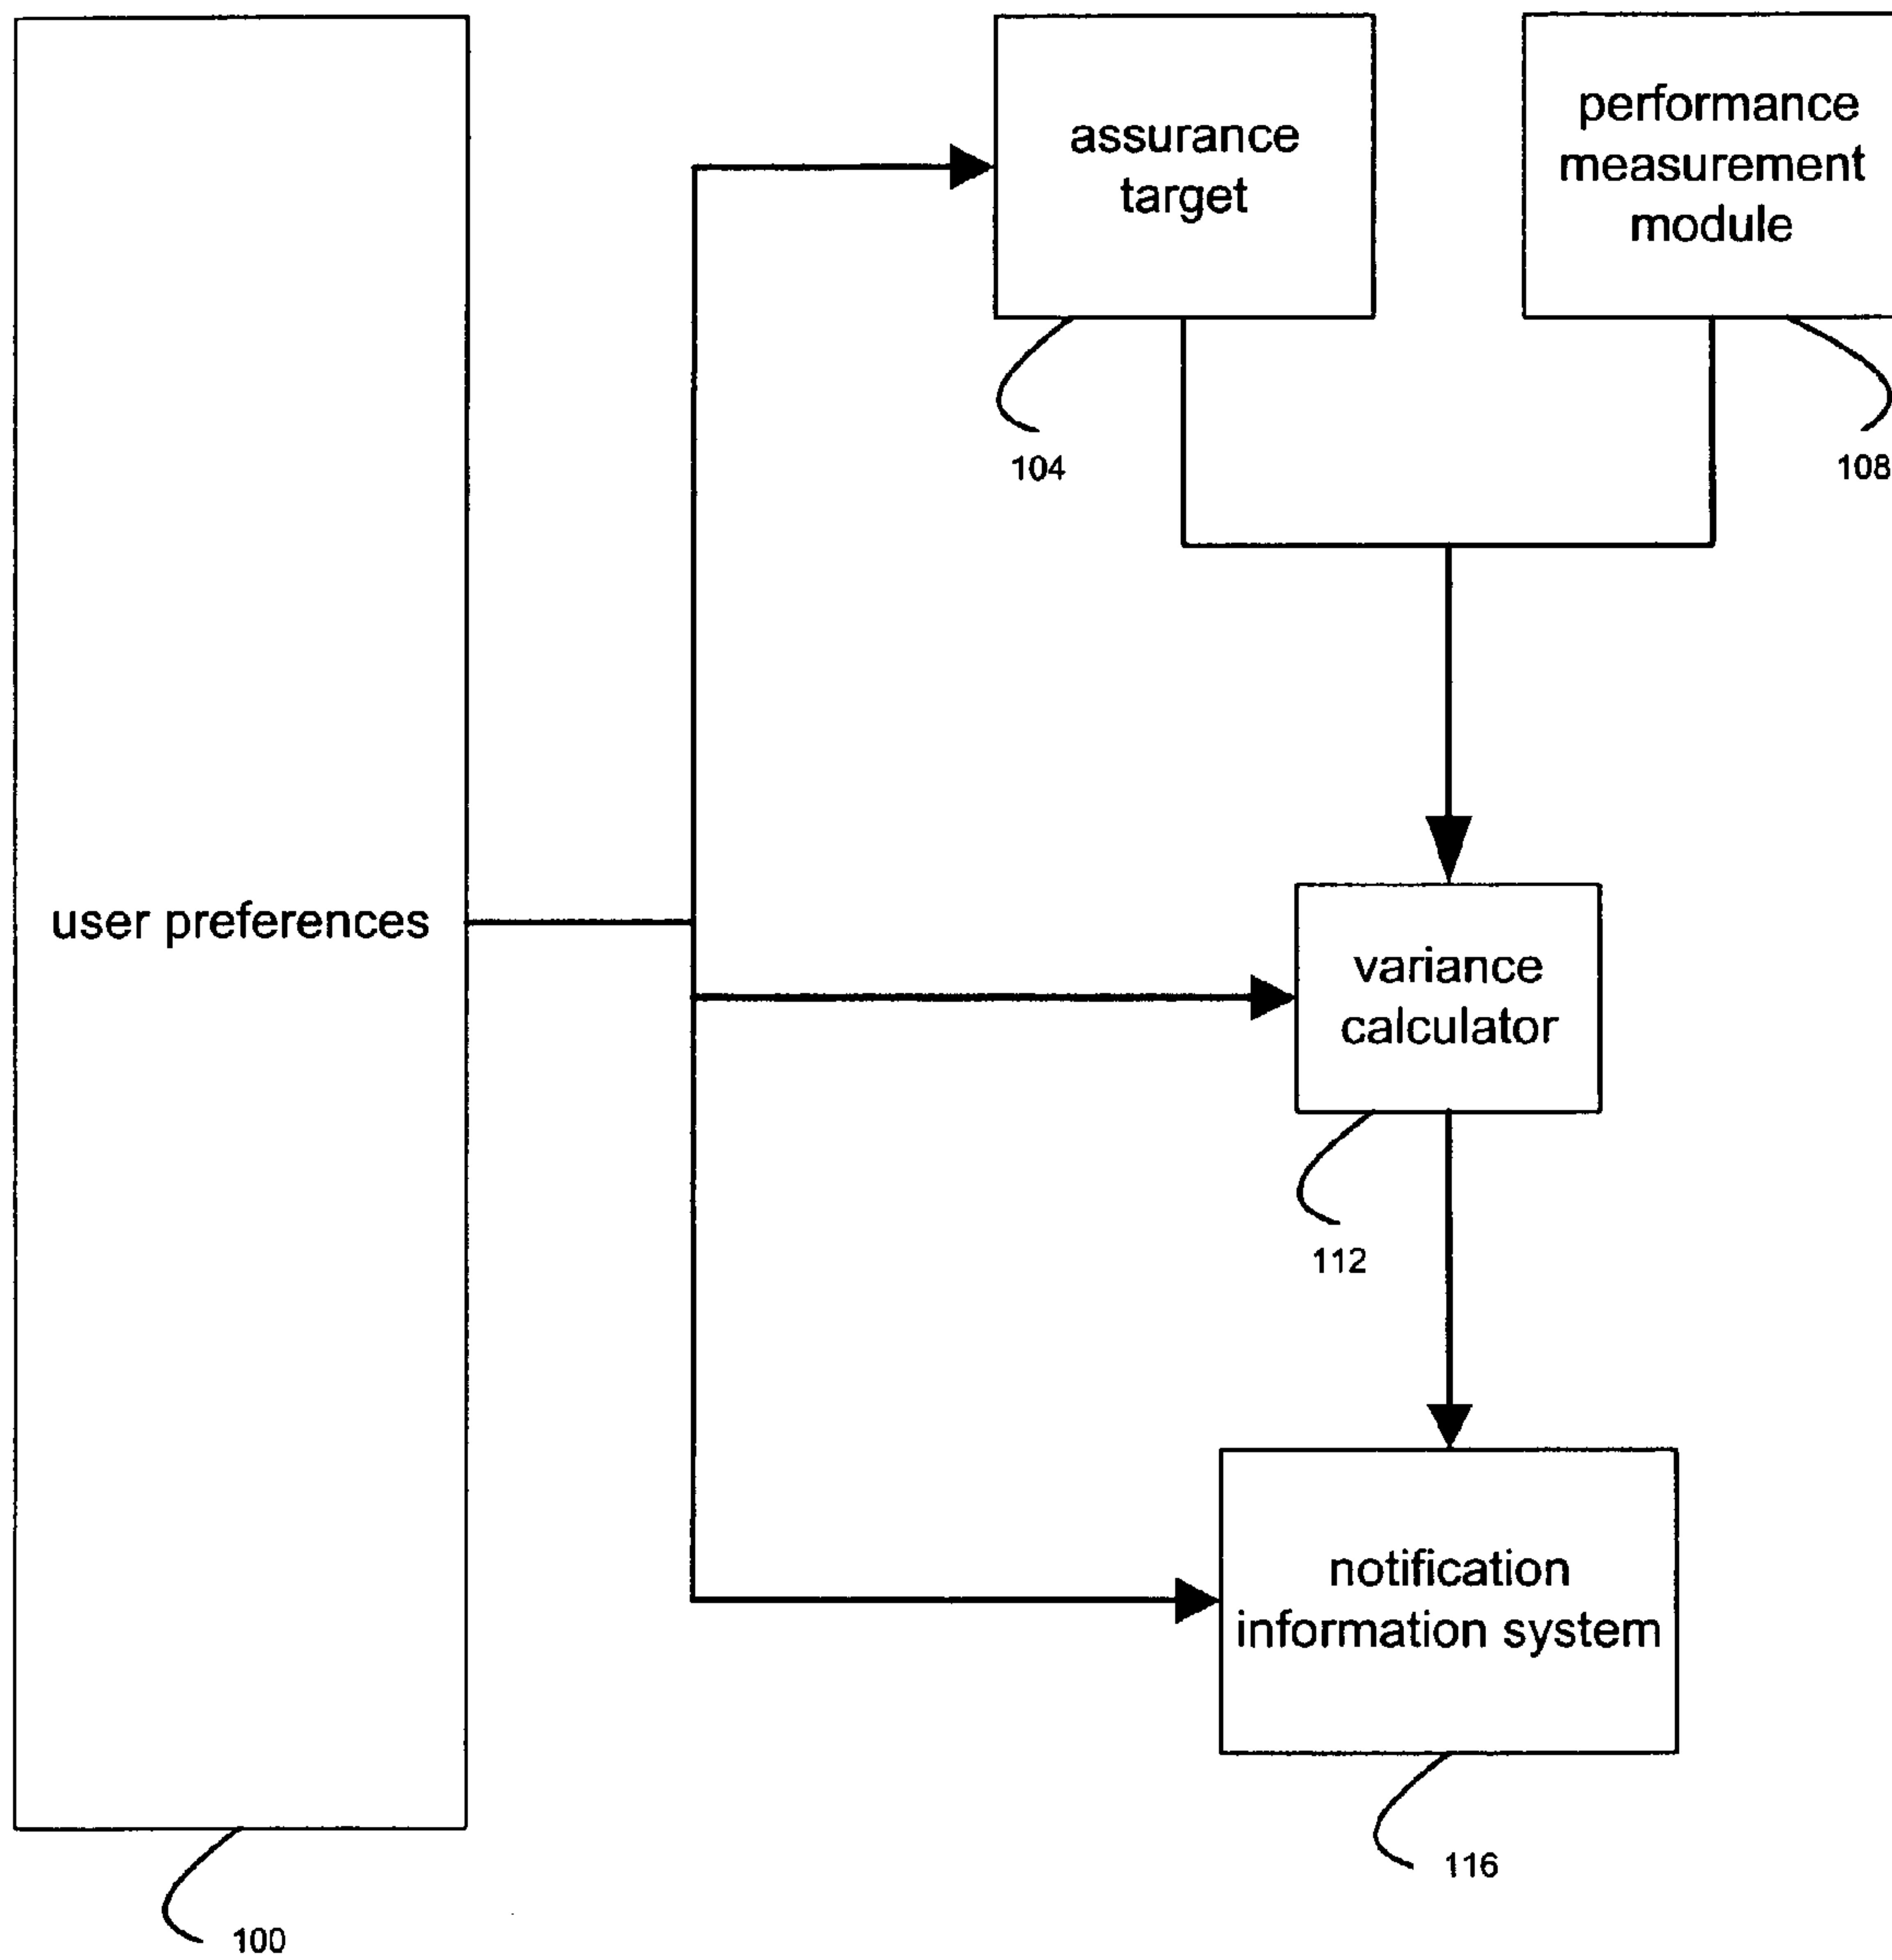 assurance
target
performance
measurement
module
104
108
user preferences
variance
calculator
112
notification
information system
116
100